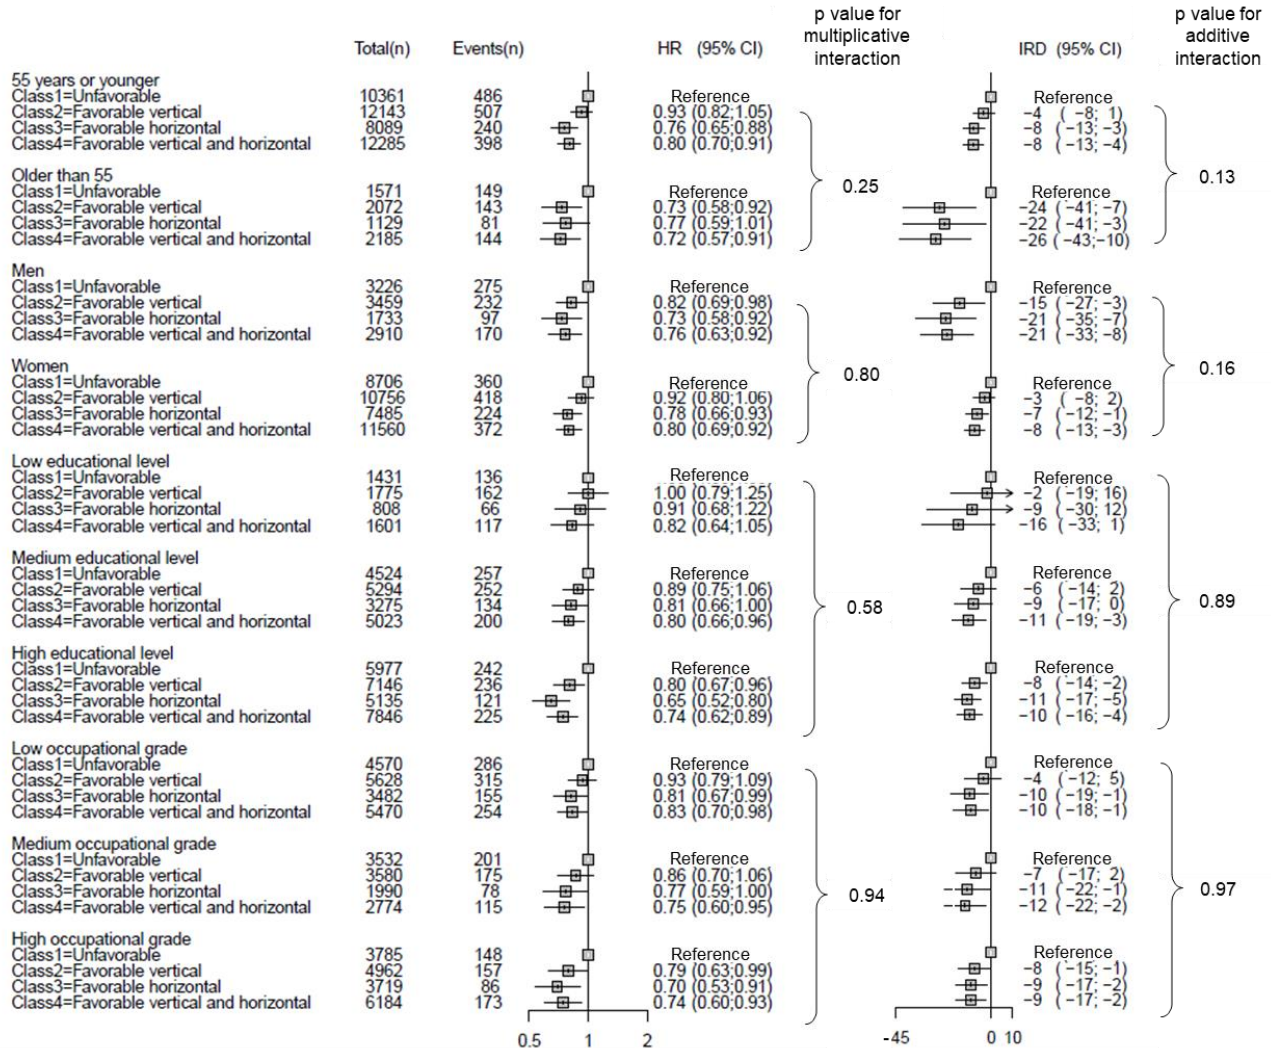 p value for multiplicative interaction p value for additive interaction
Total(n) Events(n) HR (95% CI) IRD (95% CI)
55 years or younger
Class1=Unfavorable 10361 486 Reference Reference
Class2=Favorable vertical 12143 507 0.93 (0.82;1.05) −4 ( −8; 1)
Class3=Favorable horizontal 8089 240 0.76 (0.65;0.88) −8 (−13; −3)
Class4=Favorable vertical and horizontal 12285 398 0.80 (0.70;0.91) −8 (−13; −4)
0.25 0.13
Older than 55
Class1=Unfavorable 1571 149 Reference Reference
Class2=Favorable vertical 2072 143 0.73 (0.58;0.92) −24 (−41; −7)
Class3=Favorable horizontal 1129 81 0.77 (0.59;1.01) −22 (−41; −3)
Class4=Favorable vertical and horizontal 2185 144 0.72 (0.57;0.91) −26 (−43;−10)
Men
Class1=Unfavorable 3226 275 Reference Reference
Class2=Favorable vertical 3459 232 0.82 (0.69;0.98) −15 (−27; −3)
Class3=Favorable horizontal 1733 97 0.73 (0.58;0.92) −21 (−35; −7)
Class4=Favorable vertical and horizontal 2910 170 0.76 (0.63;0.92) −21 (−33; −8)
0.80 0.16
Women
Class1=Unfavorable 8706 360 Reference Reference
Class2=Favorable vertical 10756 418 0.92 (0.80;1.06) −3 ( −8; 2)
Class3=Favorable horizontal 7485 224 0.78 (0.66;0.93) −7 (−12; −1)
Class4=Favorable vertical and horizontal 11560 372 0.80 (0.69;0.92) −8 (−13; −3)
Low educational level
Class1=Unfavorable 1431 136 Reference Reference
Class2=Favorable vertical 1775 162 1.00 (0.79;1.25) −2 (−19; 16)
Class3=Favorable horizontal 808 66 0.91 (0.68;1.22) −9 (−30; 12)
Class4=Favorable vertical and horizontal 1601 117 0.82 (0.64;1.05) −16 (−33; 1)
Medium educational level
Class1=Unfavorable 4524 257 Reference Reference
Class2=Favorable vertical 5294 252 0.89 (0.75;1.06) −6 (−14; 2)
Class3=Favorable horizontal 3275 134 0.81 (0.66;1.00) −9 (−17; 0)
Class4=Favorable vertical and horizontal 5023 200 0.80 (0.66;0.96) −11 (−19; −3)
0.58 0.89
High educational level
Class1=Unfavorable 5977 242 Reference Reference
Class2=Favorable vertical 7146 236 0.80 (0.67;0.96) −8 (−14; −2)
Class3=Favorable horizontal 5135 121 0.65 (0.52;0.80) −11 (−17; −5)
Class4=Favorable vertical and horizontal 7846 225 0.74 (0.62;0.89) −10 (−16; −4)
Low occupational grade
Class1=Unfavorable 4570 286 Reference Reference
Class2=Favorable vertical 5628 315 0.93 (0.79;1.09) −4 (−12; 5)
Class3=Favorable horizontal 3482 155 0.81 (0.67;0.99) −10 (−19; −1)
Class4=Favorable vertical and horizontal 5470 254 0.83 (0.70;0.98) −10 (−18; −1)
Medium occupational grade
Class1=Unfavorable 3532 201 Reference Reference
Class2=Favorable vertical 3580 175 0.86 (0.70;1.06) −7 (−17; 2)
Class3=Favorable horizontal 1990 78 0.77 (0.59;1.00) −11 (−22; −1)
Class4=Favorable vertical and horizontal 2774 115 0.75 (0.60;0.95) −12 (−22; −2)
0.94 0.97
High occupational grade
Class1=Unfavorable 3785 148 Reference Reference
Class2=Favorable vertical 4962 157 0.79 (0.63;0.99) −8 (−15; −1)
Class3=Favorable horizontal 3719 86 0.70 (0.53;0.91) −9 (−17; −2)
Class4=Favorable vertical and horizontal 6184 173 0.74 (0.60;0.93) −9 (−17; −2)
0.5 1 2 -45 0 10